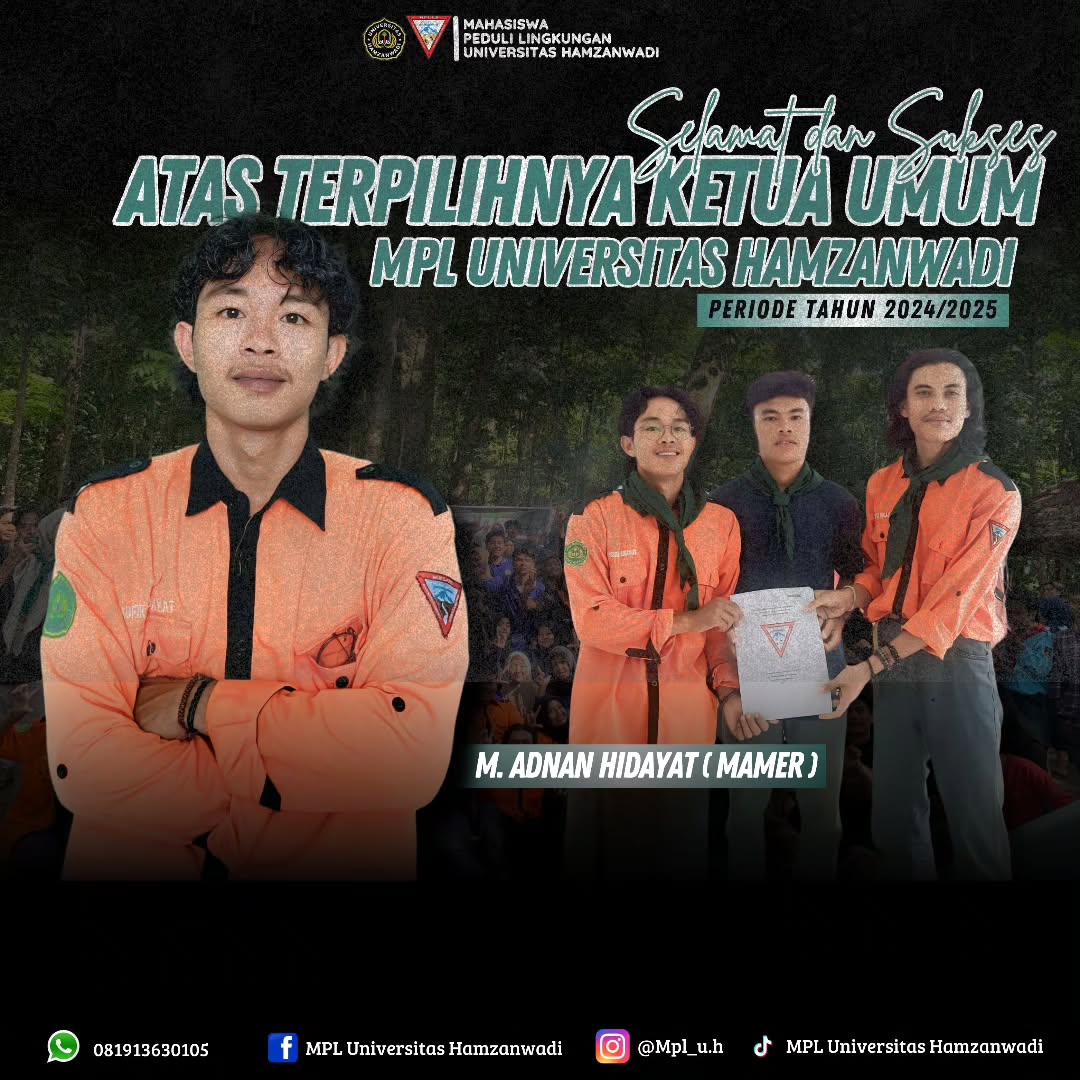 MAHASISWA
PEDULI LINGKUNGAN
UNIVERSITAS HAMZANWADI
Selamat dan Sukses
ATAS TERPILIHNYA KETUA UMUM
MPL UNIVERSITAS HAMZANWADI
PERIODE TAHUN 2024/2025
M. ADNAN HIDAYAT ( MAMER )
081913630105
MPL Universitas Hamzanwadi
@Mpl_u.h
MPL Universitas Hamzanwadi